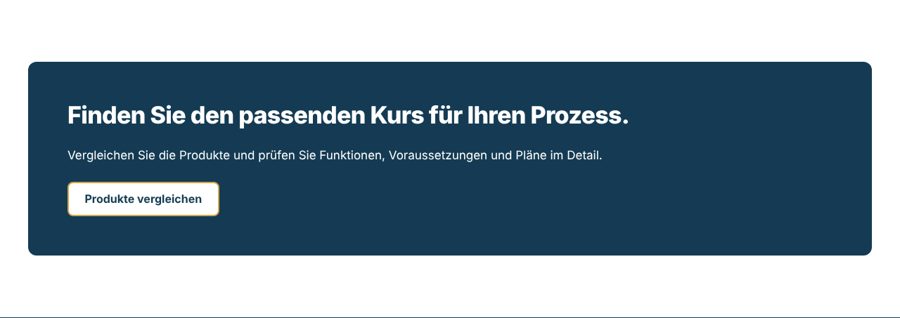 Finden Sie den passenden Kurs für Ihren Prozess.
Vergleichen Sie die Produkte und prüfen Sie Funktionen, Voraussetzungen und Pläne im Detail.
Produkte vergleichen